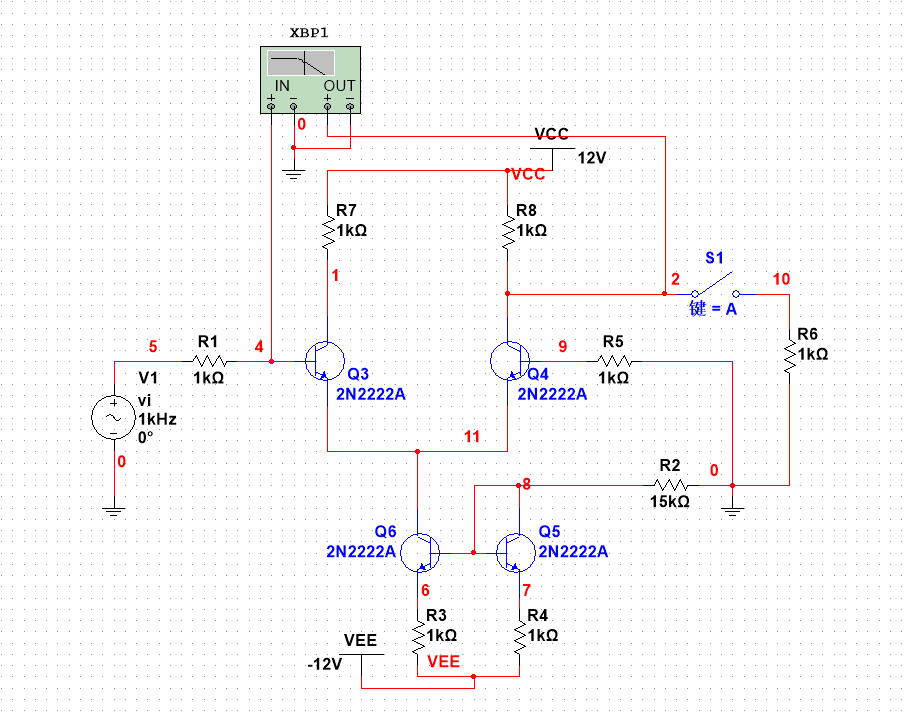 XBP1
IN OUT
+ − + −
0
VCC
12V
VCC
R7
1kΩ
R8
1kΩ
1
2
S1
10
键 = A
R6
1kΩ
5
R1
1kΩ
4
Q3
2N2222A
9
R5
1kΩ
Q4
2N2222A
V1
vi
1kHz
0°
0
11
R2
15kΩ
0
8
Q6
2N2222A
Q5
2N2222A
6
7
R3
1kΩ
R4
1kΩ
VEE
-12V
VEE